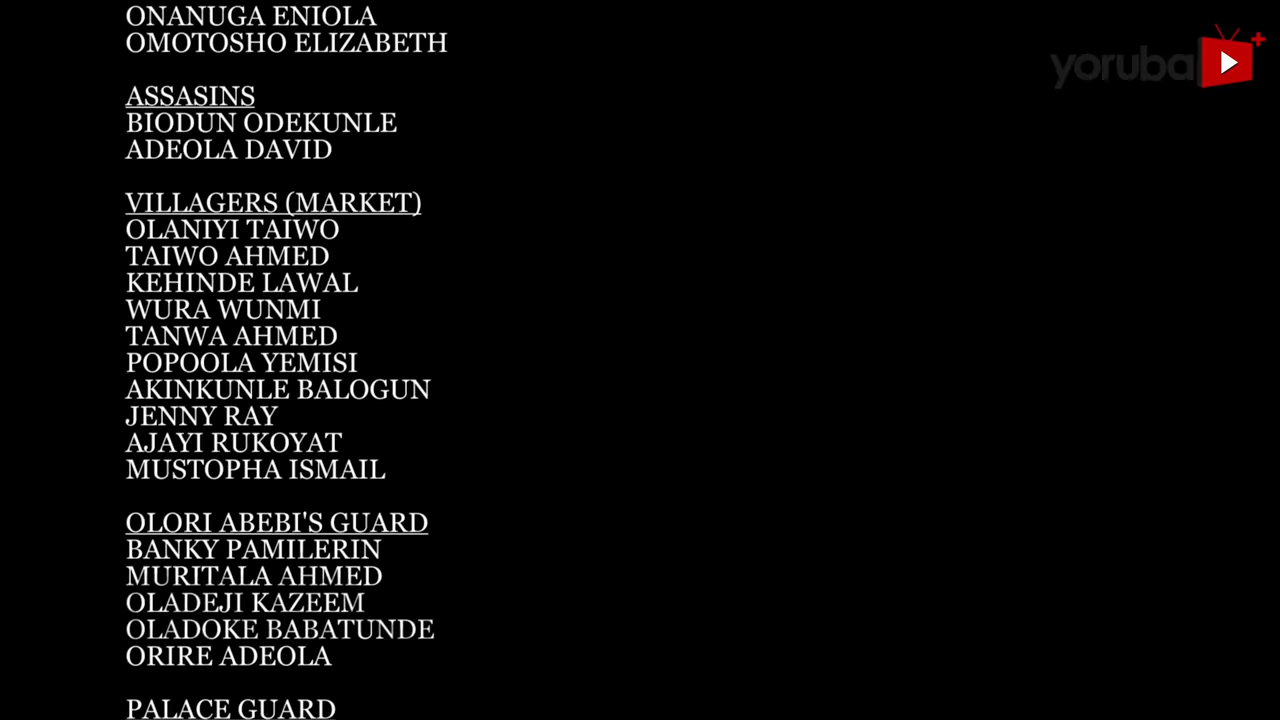 ONANUGA ENIOLA
OMOTOSHO ELIZABETH
yoruba +
ASSASINS
BIODUN ODEKUNLE
ADEOLA DAVID
VILLAGERS (MARKET)
OLANIYI TAIWO
TAIWO AHMED
KEHINDE LAWAL
WURA WUNMI
TANWA AHMED
POPOOLA YEMISI
AKINKUNLE BALOGUN
JENNY RAY
AJAYI RUKOYAT
MUSTOPHA ISMAIL
OLORI ABEBI'S GUARD
BANKY PAMILERIN
MURITALA AHMED
OLADEJI KAZEEM
OLADOKE BABATUNDE
ORIRE ADEOLA
PALACE GUARD